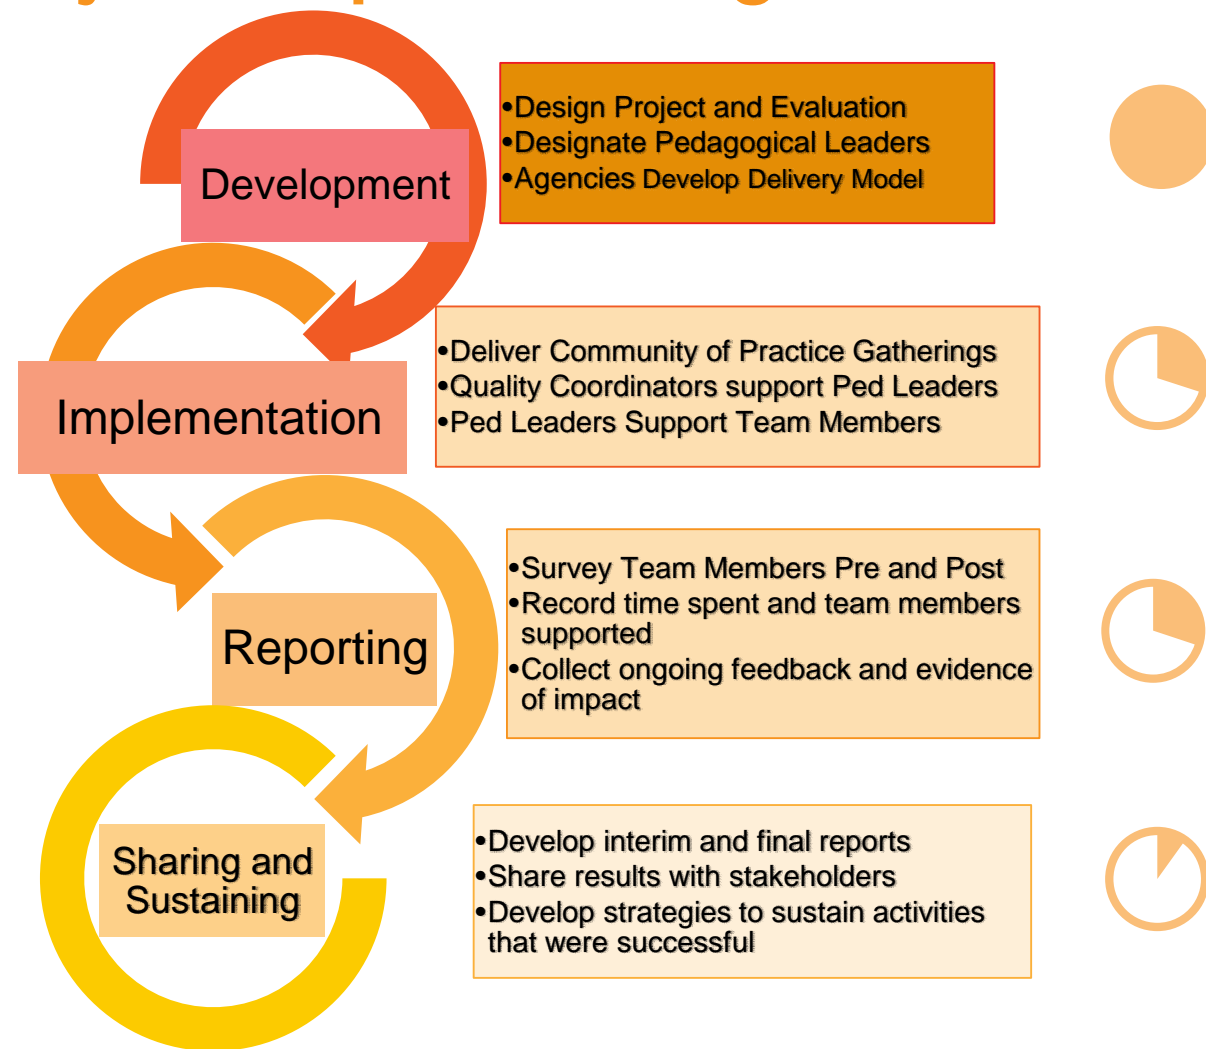 Development
•Design Project and Evaluation
•Designate Pedagogical Leaders
•Agencies Develop Delivery Model
Implementation
•Deliver Community of Practice Gatherings
•Quality Coordinators support Ped Leaders
•Ped Leaders Support Team Members
Reporting
•Survey Team Members Pre and Post
•Record time spent and team members
supported
•Collect ongoing feedback and evidence
of impact
Sharing and
Sustaining
•Develop interim and final reports
•Share results with stakeholders
•Develop strategies to sustain activities
that were successful